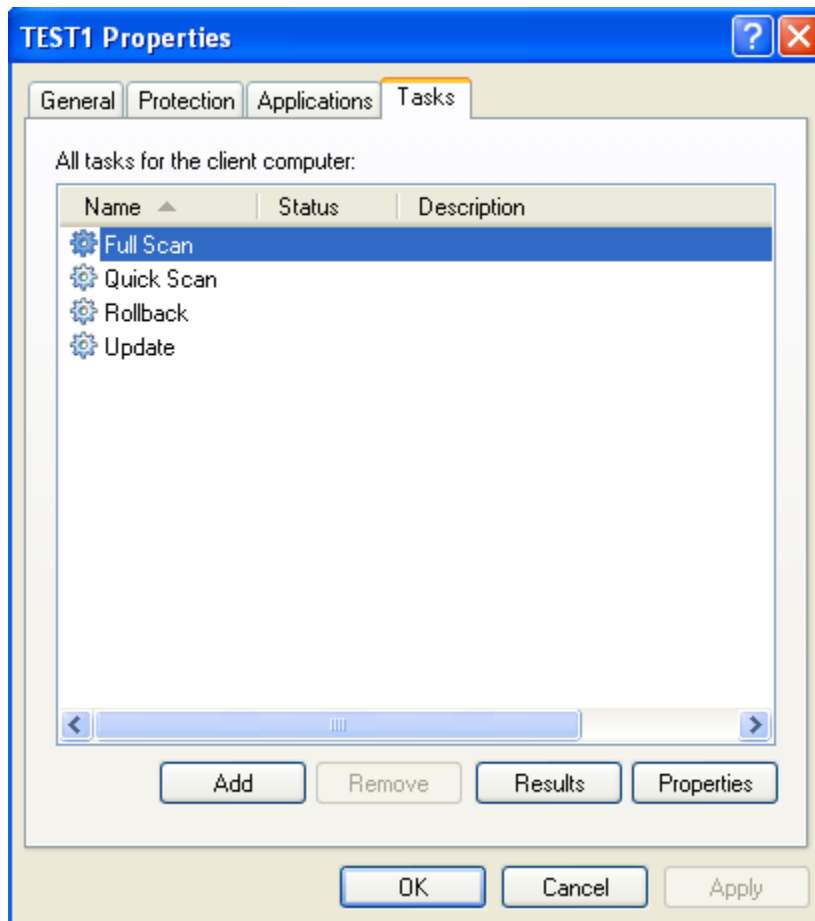 TEST1 Properties
General Protection Applications Tasks
All tasks for the client computer:
Name Status Description
Full Scan
Quick Scan
Rollback
Update
Add Remove Results Properties
OK Cancel Apply